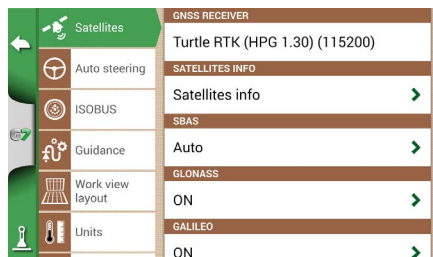 Satellites
Auto steering
ISOBUS
Guidance
Work view
layout
Units
GNSS RECEIVER
Turtle RTK (HPG 1.30) (115200)
SATELLITES INFO
Satellites info
SBAS
Auto
GLONASS
ON
GALILEO
ON